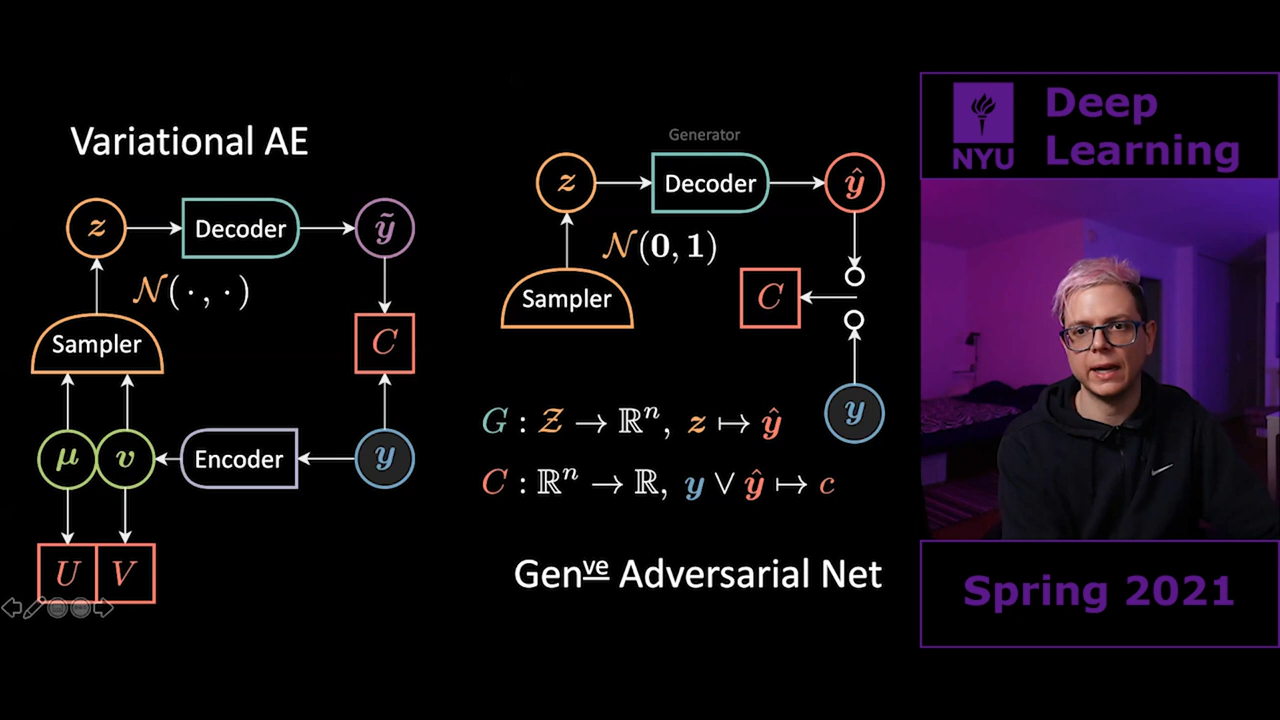 Variational AE
z
Decoder
ỹ
𝒩(·, ·)
Sampler
C
μ
v
Encoder
y
U
V
Generator
z
Decoder
ŷ
𝒩(0, 1)
Sampler
C
y
G : 𝒵 → ℝⁿ, z ↦ ŷ
C : ℝⁿ → ℝ, y ∨ ŷ ↦ c
Genᵛᵉ Adversarial Net
NYU
Deep
Learning
Spring 2021